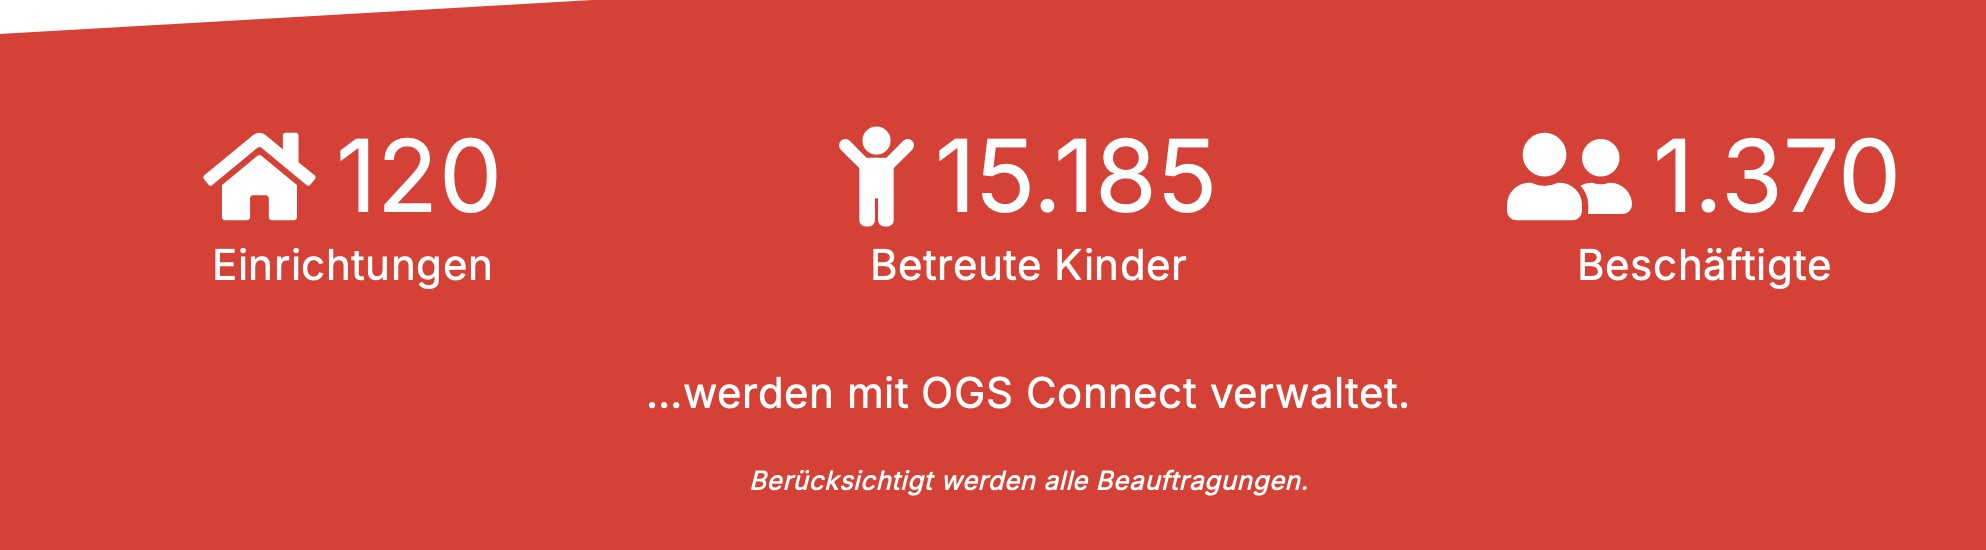 120
Einrichtungen
15.185
Betreute Kinder
1.370
Beschäftigte
...werden mit OGS Connect verwaltet.
Berücksichtigt werden alle Beauftragungen.